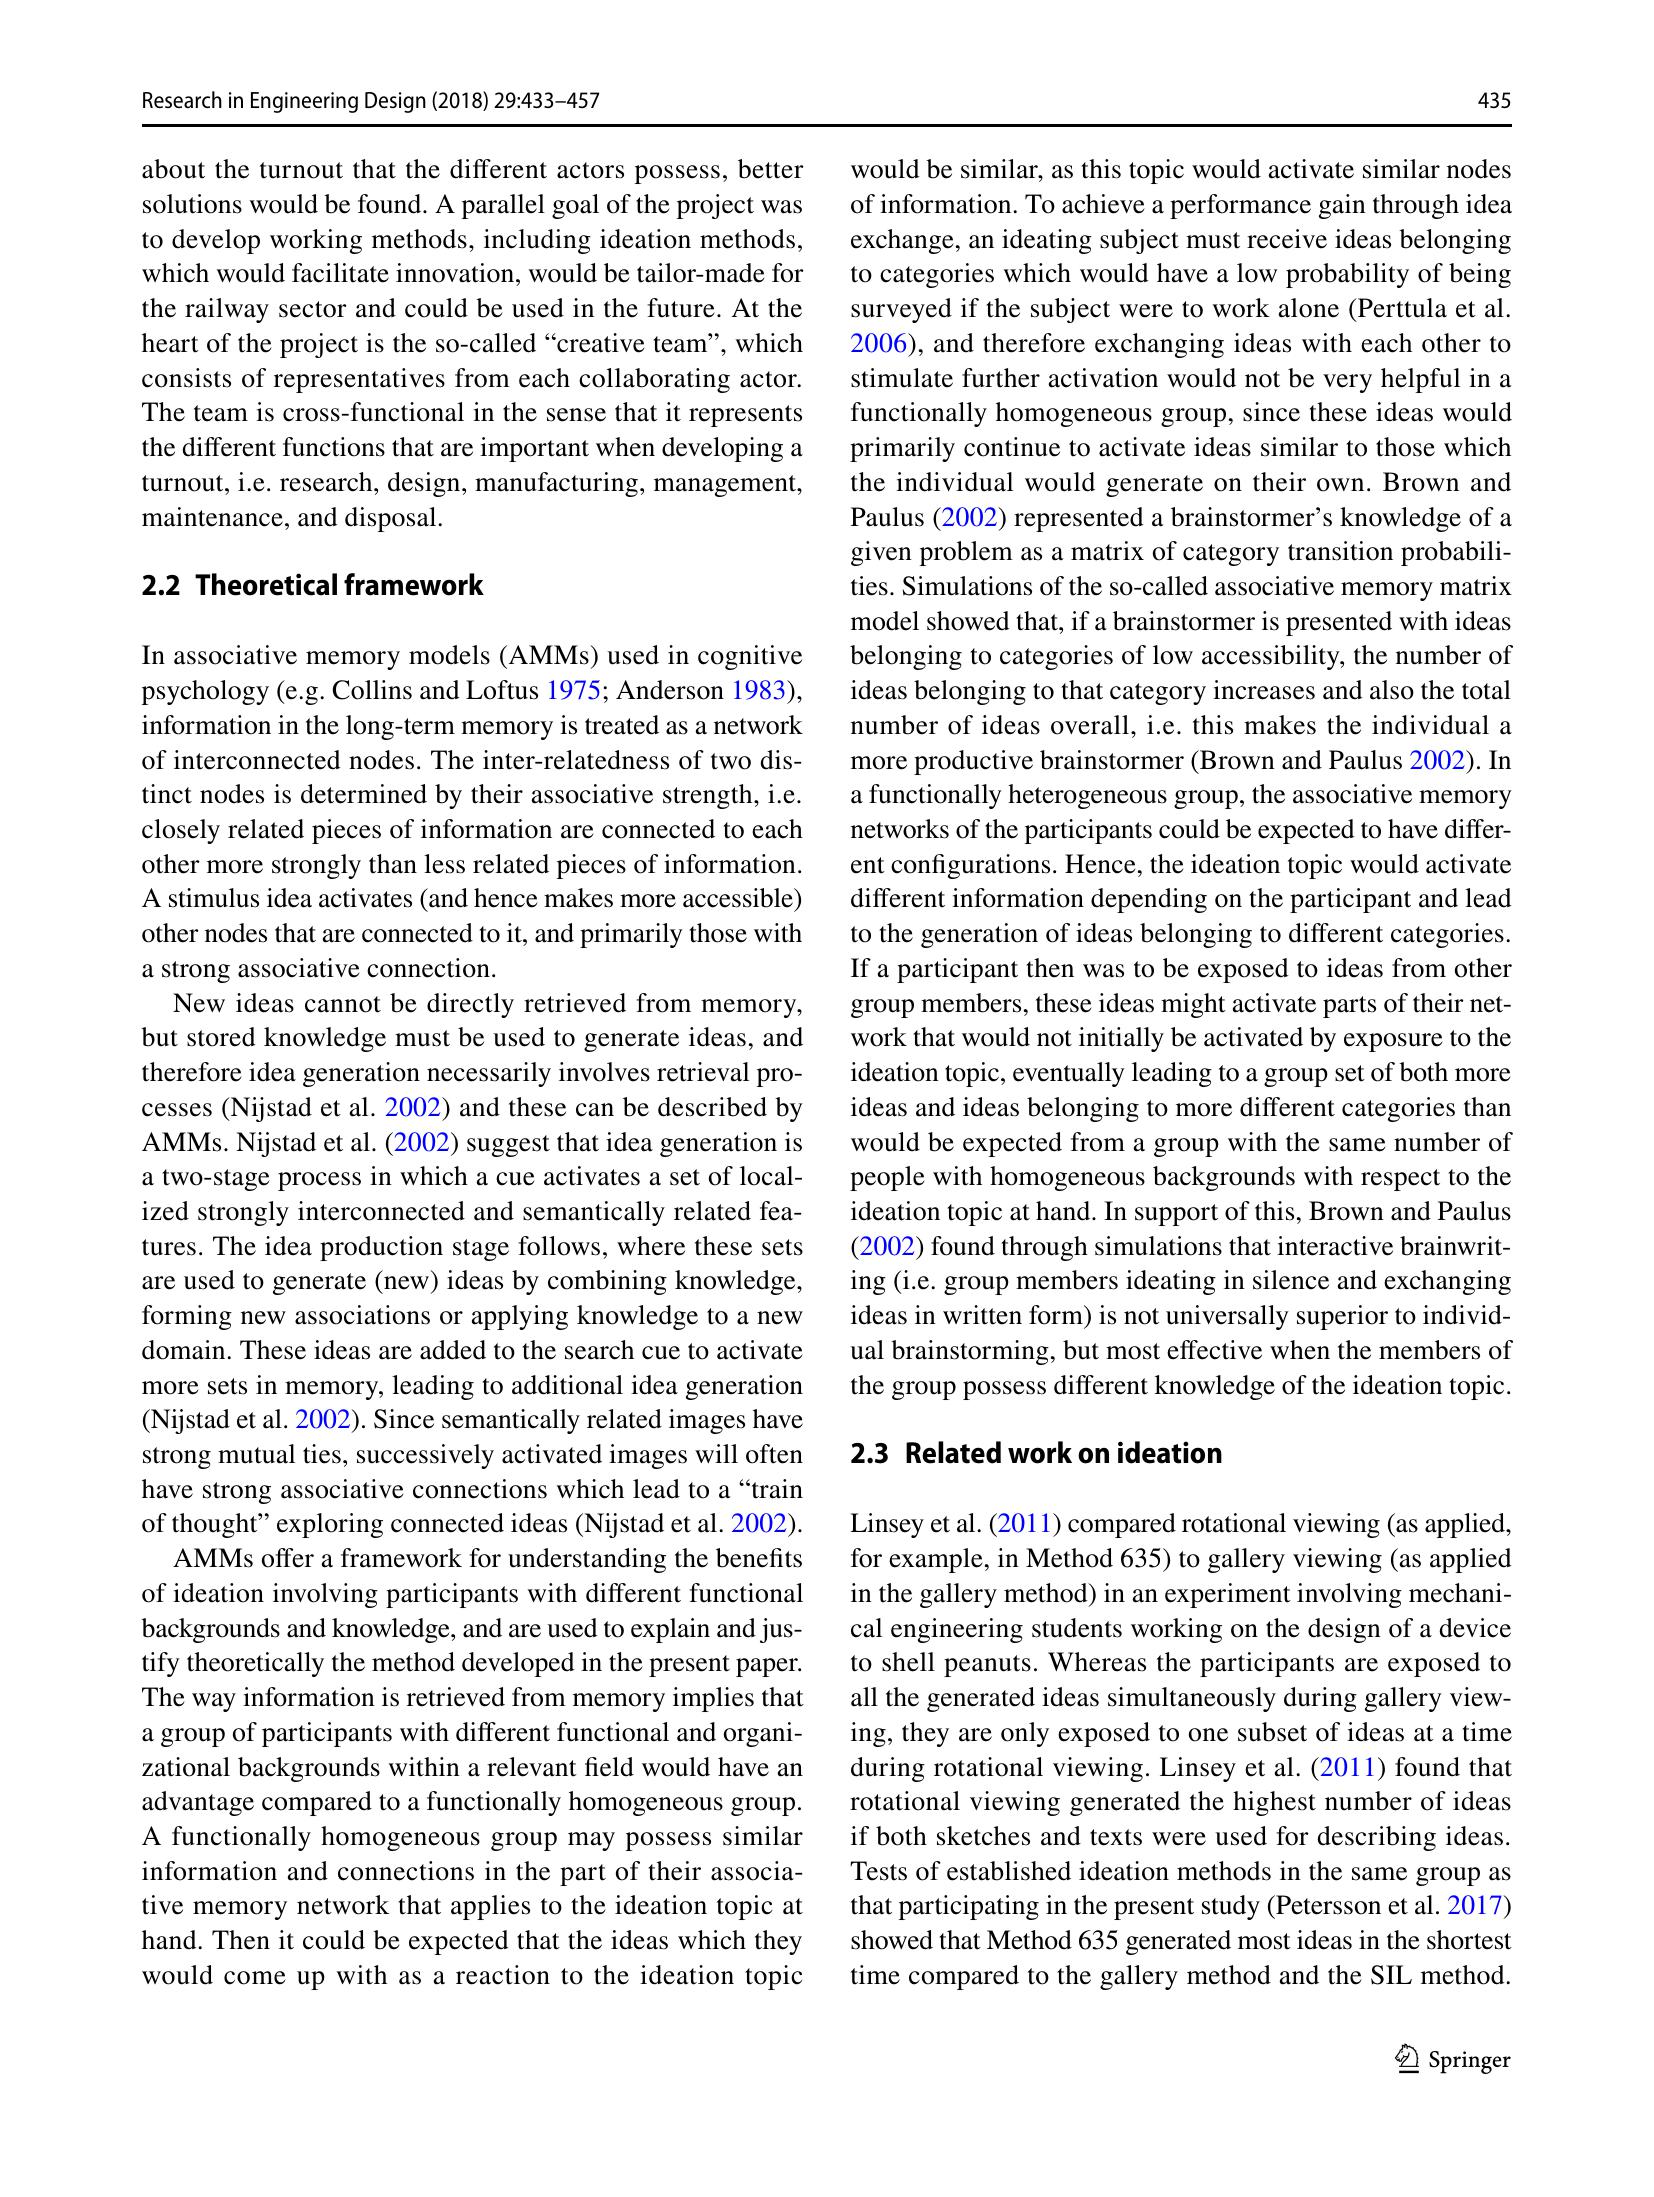 Research in Engineering Design (2018) 29:433–457
435
about the turnout that the different actors possess, better
solutions would be found. A parallel goal of the project was
to develop working methods, including ideation methods,
which would facilitate innovation, would be tailor-made for
the railway sector and could be used in the future. At the
heart of the project is the so-called “creative team”, which
consists of representatives from each collaborating actor.
The team is cross-functional in the sense that it represents
the different functions that are important when developing a
turnout, i.e. research, design, manufacturing, management,
maintenance, and disposal.
2.2 Theoretical framework
In associative memory models (AMMs) used in cognitive
psychology (e.g. Collins and Loftus 1975; Anderson 1983),
information in the long-term memory is treated as a network
of interconnected nodes. The inter-relatedness of two dis-
tinct nodes is determined by their associative strength, i.e.
closely related pieces of information are connected to each
other more strongly than less related pieces of information.
A stimulus idea activates (and hence makes more accessible)
other nodes that are connected to it, and primarily those with
a strong associative connection.
New ideas cannot be directly retrieved from memory,
but stored knowledge must be used to generate ideas, and
therefore idea generation necessarily involves retrieval pro-
cesses (Nijstad et al. 2002) and these can be described by
AMMs. Nijstad et al. (2002) suggest that idea generation is
a two-stage process in which a cue activates a set of local-
ized strongly interconnected and semantically related fea-
tures. The idea production stage follows, where these sets
are used to generate (new) ideas by combining knowledge,
forming new associations or applying knowledge to a new
domain. These ideas are added to the search cue to activate
more sets in memory, leading to additional idea generation
(Nijstad et al. 2002). Since semantically related images have
strong mutual ties, successively activated images will often
have strong associative connections which lead to a “train
of thought” exploring connected ideas (Nijstad et al. 2002).
AMMs offer a framework for understanding the benefits
of ideation involving participants with different functional
backgrounds and knowledge, and are used to explain and jus-
tify theoretically the method developed in the present paper.
The way information is retrieved from memory implies that
a group of participants with different functional and organi-
zational backgrounds within a relevant field would have an
advantage compared to a functionally homogeneous group.
A functionally homogeneous group may possess similar
information and connections in the part of their associa-
tive memory network that applies to the ideation topic at
hand. Then it could be expected that the ideas which they
would come up with as a reaction to the ideation topic
would be similar, as this topic would activate similar nodes
of information. To achieve a performance gain through idea
exchange, an ideating subject must receive ideas belonging
to categories which would have a low probability of being
surveyed if the subject were to work alone (Perttula et al.
2006), and therefore exchanging ideas with each other to
stimulate further activation would not be very helpful in a
functionally homogeneous group, since these ideas would
primarily continue to activate ideas similar to those which
the individual would generate on their own. Brown and
Paulus (2002) represented a brainstormer’s knowledge of a
given problem as a matrix of category transition probabili-
ties. Simulations of the so-called associative memory matrix
model showed that, if a brainstormer is presented with ideas
belonging to categories of low accessibility, the number of
ideas belonging to that category increases and also the total
number of ideas overall, i.e. this makes the individual a
more productive brainstormer (Brown and Paulus 2002). In
a functionally heterogeneous group, the associative memory
networks of the participants could be expected to have differ-
ent configurations. Hence, the ideation topic would activate
different information depending on the participant and lead
to the generation of ideas belonging to different categories.
If a participant then was to be exposed to ideas from other
group members, these ideas might activate parts of their net-
work that would not initially be activated by exposure to the
ideation topic, eventually leading to a group set of both more
ideas and ideas belonging to more different categories than
would be expected from a group with the same number of
people with homogeneous backgrounds with respect to the
ideation topic at hand. In support of this, Brown and Paulus
(2002) found through simulations that interactive brainwrit-
ing (i.e. group members ideating in silence and exchanging
ideas in written form) is not universally superior to individ-
ual brainstorming, but most effective when the members of
the group possess different knowledge of the ideation topic.
2.3 Related work on ideation
Linsey et al. (2011) compared rotational viewing (as applied,
for example, in Method 635) to gallery viewing (as applied
in the gallery method) in an experiment involving mechani-
cal engineering students working on the design of a device
to shell peanuts. Whereas the participants are exposed to
all the generated ideas simultaneously during gallery view-
ing, they are only exposed to one subset of ideas at a time
during rotational viewing. Linsey et al. (2011) found that
rotational viewing generated the highest number of ideas
if both sketches and texts were used for describing ideas.
Tests of established ideation methods in the same group as
that participating in the present study (Petersson et al. 2017)
showed that Method 635 generated most ideas in the shortest
time compared to the gallery method and the SIL method.
Springer